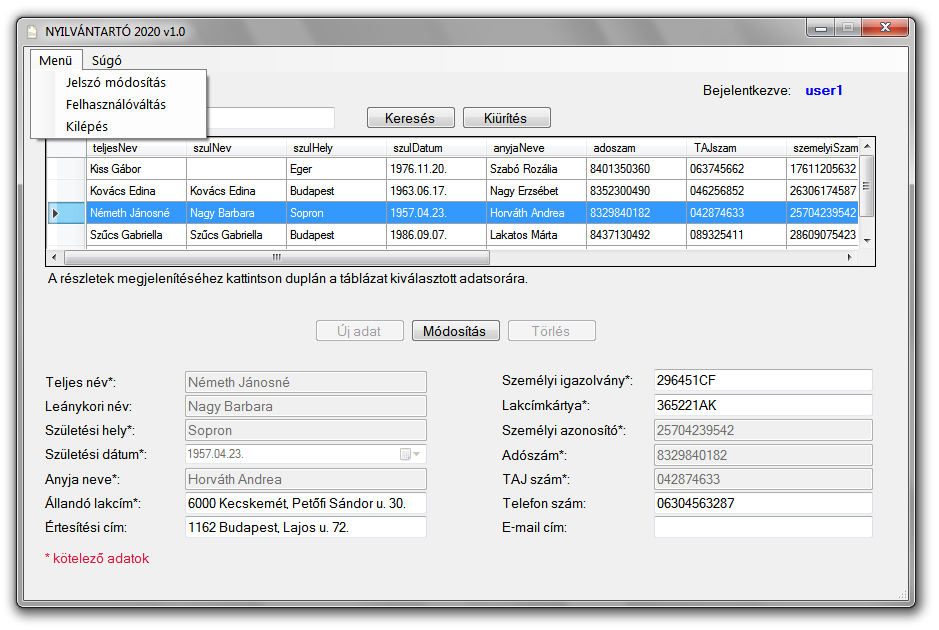 NYILVÁNTARTÓ 2020 v1.0
Menü Súgó
Jelszó módosítás
Felhasználóváltás
Kilépés
Bejelentkezve: user1
Keresés Kiürítés
teljesNev szulNev szulHely szulDatum anyjaNeve adoszam TAJszam szemelyiSzam
Kiss Gábor Eger 1976.11.20. Szabó Rozália 8401350360 063745662 17611205632
Kovács Edina Kovács Edina Budapest 1963.06.17. Nagy Erzsébet 8352300490 046256852 26306174587
Németh Jánosné Nagy Barbara Sopron 1957.04.23. Horváth Andrea 8329840182 042874633 25704239542
Szűcs Gabriella Szűcs Gabriella Budapest 1986.09.07. Lakatos Márta 8437130492 089325411 28609075423
A részletek megjelenítéséhez kattintson duplán a táblázat kiválasztott adatsorára.
Új adat Módosítás Törlés
Teljes név*: Németh Jánosné Személyi igazolvány*: 296451CF
Leánykori név: Nagy Barbara Lakcímkártya*: 365221AK
Születési hely*: Sopron Személyi azonosító*: 25704239542
Születési dátum*: 1957.04.23. Adószám*: 8329840182
Anyja neve*: Horváth Andrea TAJ szám*: 042874633
Állandó lakcím*: 6000 Kecskemét, Petőfi Sándor u. 30. Telefon szám: 06304563287
Értesítési cím: 1162 Budapest, Lajos u. 72. E-mail cím:
* kötelező adatok